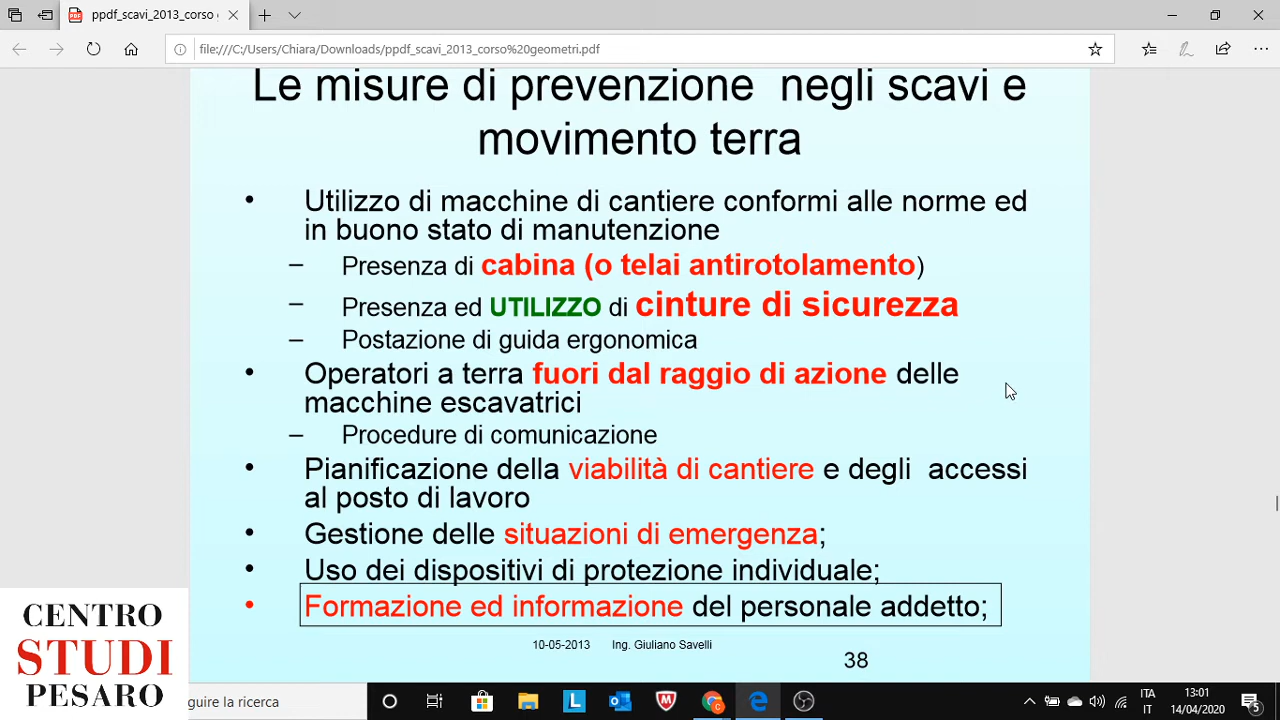 ppdf_scavi_2013_corso g
file:///C:/Users/Chiara/Downloads/ppdf_scavi_2013_corso%20geometri.pdf
Le misure di prevenzione negli scavi e
movimento terra
• Utilizzo di macchine di cantiere conformi alle norme ed
in buono stato di manutenzione
– Presenza di cabina (o telai antirotolamento)
– Presenza ed UTILIZZO di cinture di sicurezza
– Postazione di guida ergonomica
• Operatori a terra fuori dal raggio di azione delle
macchine escavatrici
– Procedure di comunicazione
• Pianificazione della viabilità di cantiere e degli accessi
al posto di lavoro
• Gestione delle situazioni di emergenza;
• Uso dei dispositivi di protezione individuale;
• Formazione ed informazione del personale addetto;
10-05-2013 Ing. Giuliano Savelli
38
CENTRO
STUDI
PESARO
guire la ricerca
ITA
IT
13:01
14/04/2020
5